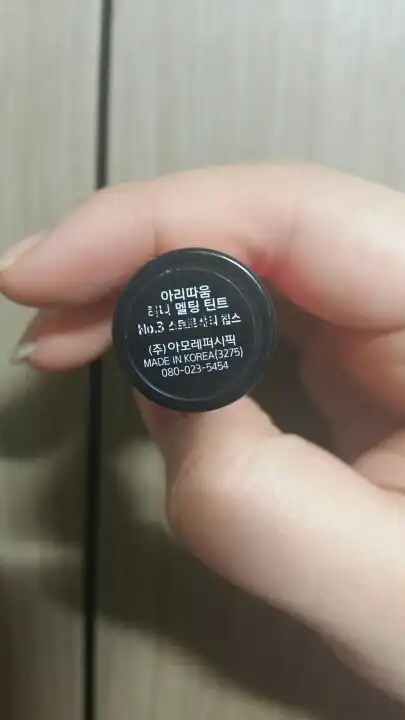 아리따움
멜팅 틴트
No.3
(주)아모레퍼시픽
MADE IN KOREA(3275)
080-023-5454